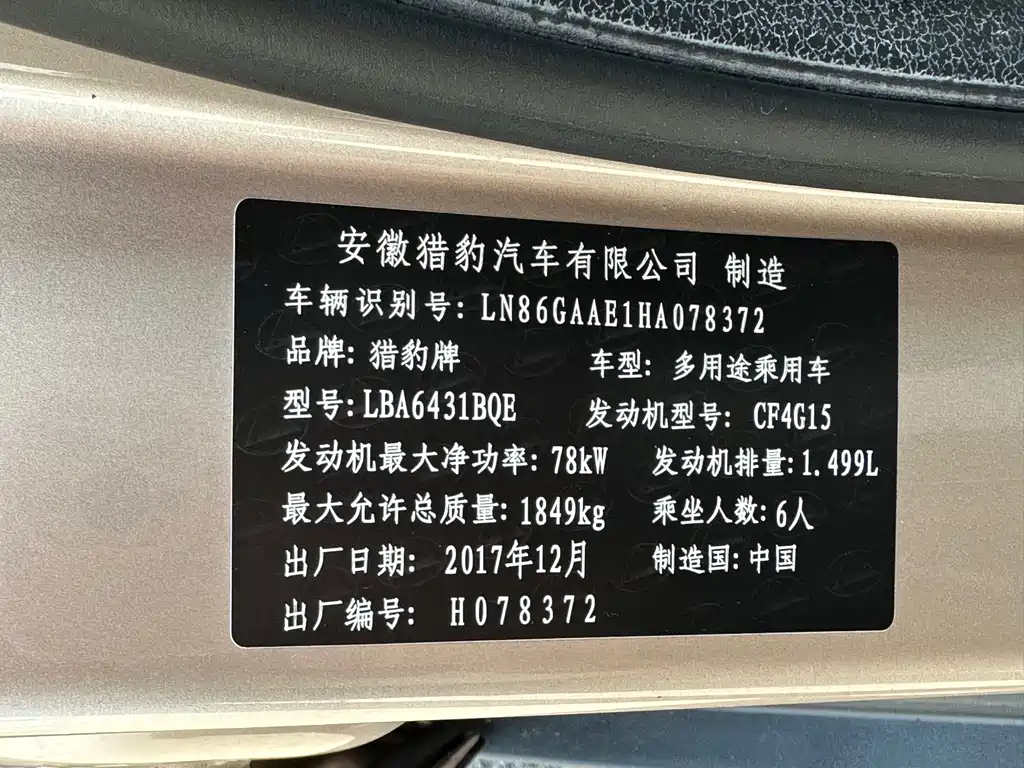 安徽猎豹汽车有限公司 制造
车辆识别号: LN86GAAE1HA078372
品牌: 猎豹牌 车型: 多用途乘用车
型号: LBA6431BQE 发动机型号: CF4G15
发动机最大净功率: 78kW 发动机排量: 1.499L
最大允许总质量: 1849kg 乘坐人数: 6人
出厂日期: 2017年12月 制造国: 中国
出厂编号: H078372